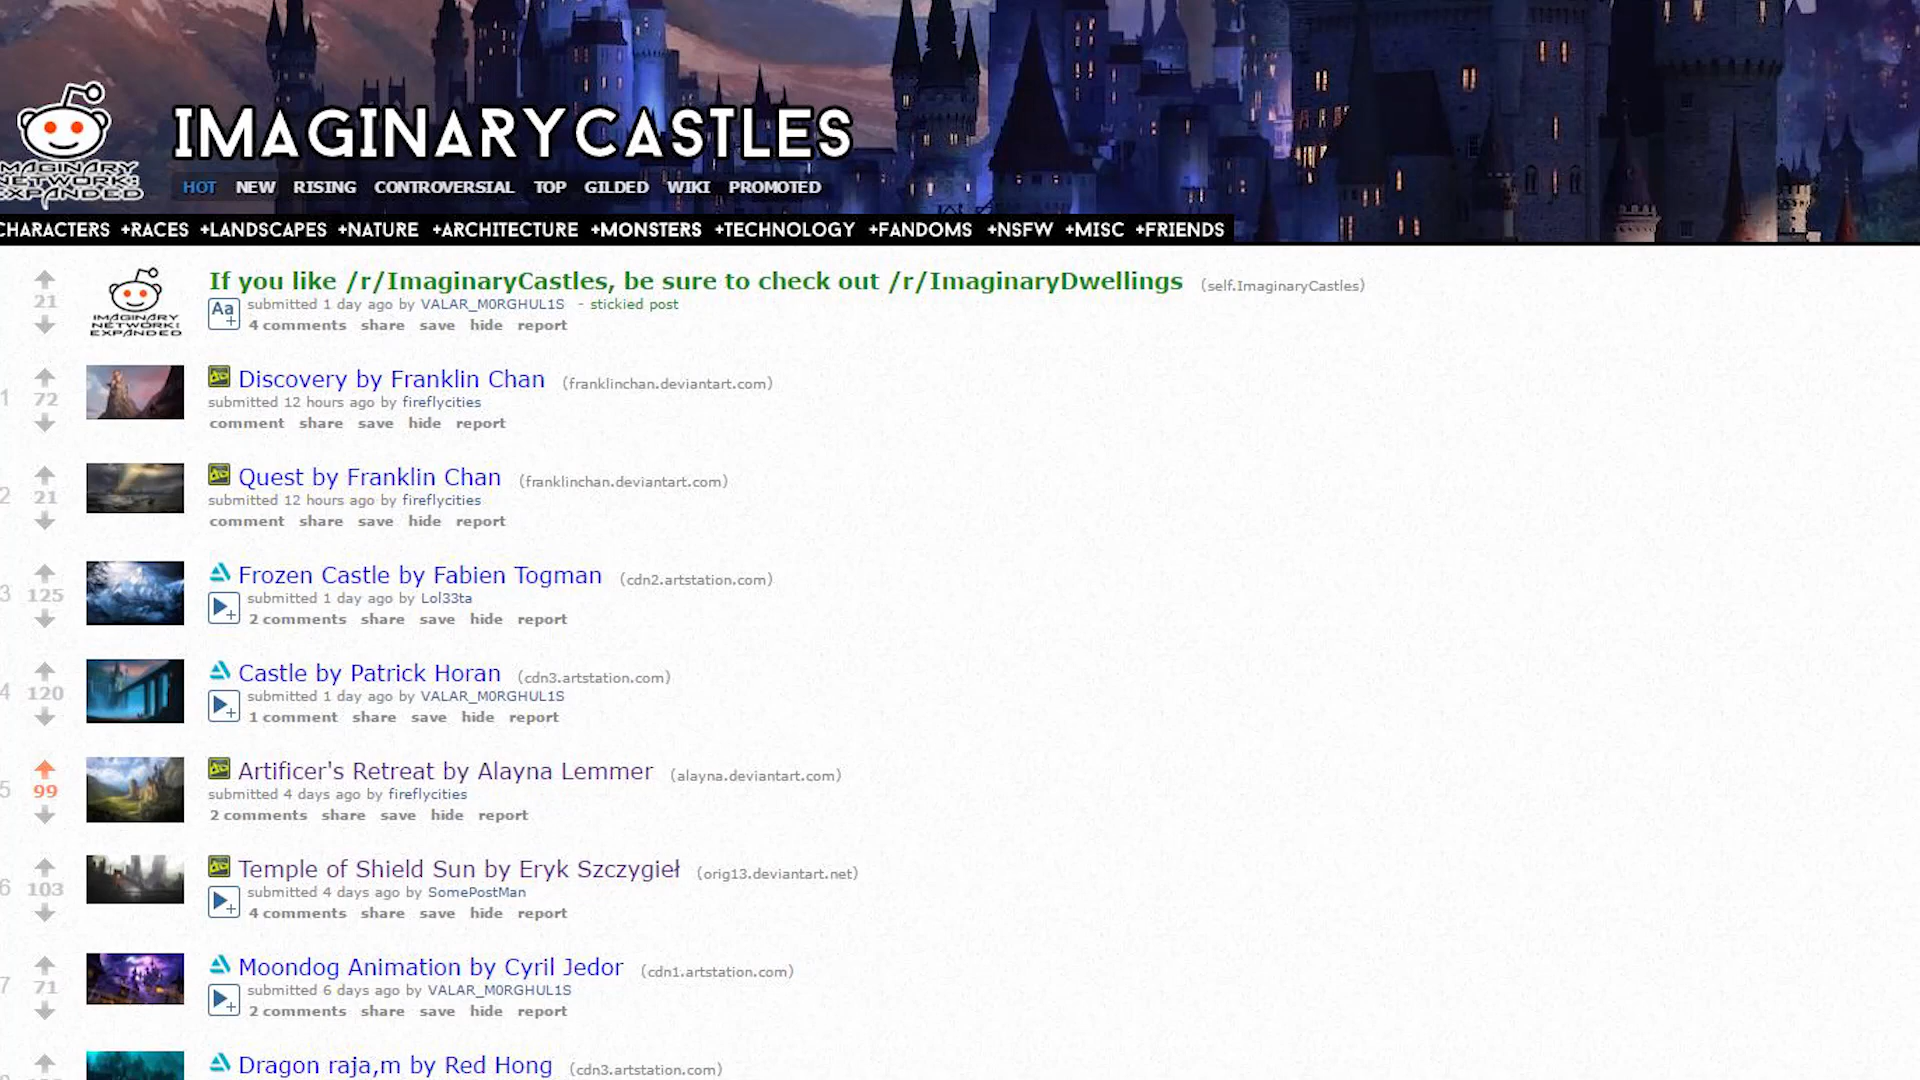 IMAGINARYCASTLES
IMAGINARY
NETWORK:
EXPANDED
HOT NEW RISING CONTROVERSIAL TOP GILDED WIKI PROMOTED
CHARACTERS +RACES +LANDSCAPES +NATURE +ARCHITECTURE +MONSTERS +TECHNOLOGY +FANDOMS +NSFW +MISC +FRIENDS
21
IMAGINARY
NETWORK:
EXPANDED
If you like /r/ImaginaryCastles, be sure to check out /r/ImaginaryDwellings (self.ImaginaryCastles)
Aa+ submitted 1 day ago by VALAR_M0RGHUL1S - stickied post
4 comments share save hide report
1 72
Discovery by Franklin Chan (franklinchan.deviantart.com)
submitted 12 hours ago by fireflycities
comment share save hide report
2 21
Quest by Franklin Chan (franklinchan.deviantart.com)
submitted 12 hours ago by fireflycities
comment share save hide report
3 125
Frozen Castle by Fabien Togman (cdn2.artstation.com)
submitted 1 day ago by Lol33ta
2 comments share save hide report
4 120
Castle by Patrick Horan (cdn3.artstation.com)
submitted 1 day ago by VALAR_M0RGHUL1S
1 comment share save hide report
5 99
Artificer's Retreat by Alayna Lemmer (alayna.deviantart.com)
submitted 4 days ago by fireflycities
2 comments share save hide report
6 103
Temple of Shield Sun by Eryk Szczygieł (orig13.deviantart.net)
submitted 4 days ago by SomePostMan
4 comments share save hide report
7 71
Moondog Animation by Cyril Jedor (cdn1.artstation.com)
submitted 6 days ago by VALAR_M0RGHUL1S
2 comments share save hide report
Dragon raja,m by Red Hong (cdn3.artstation.com)